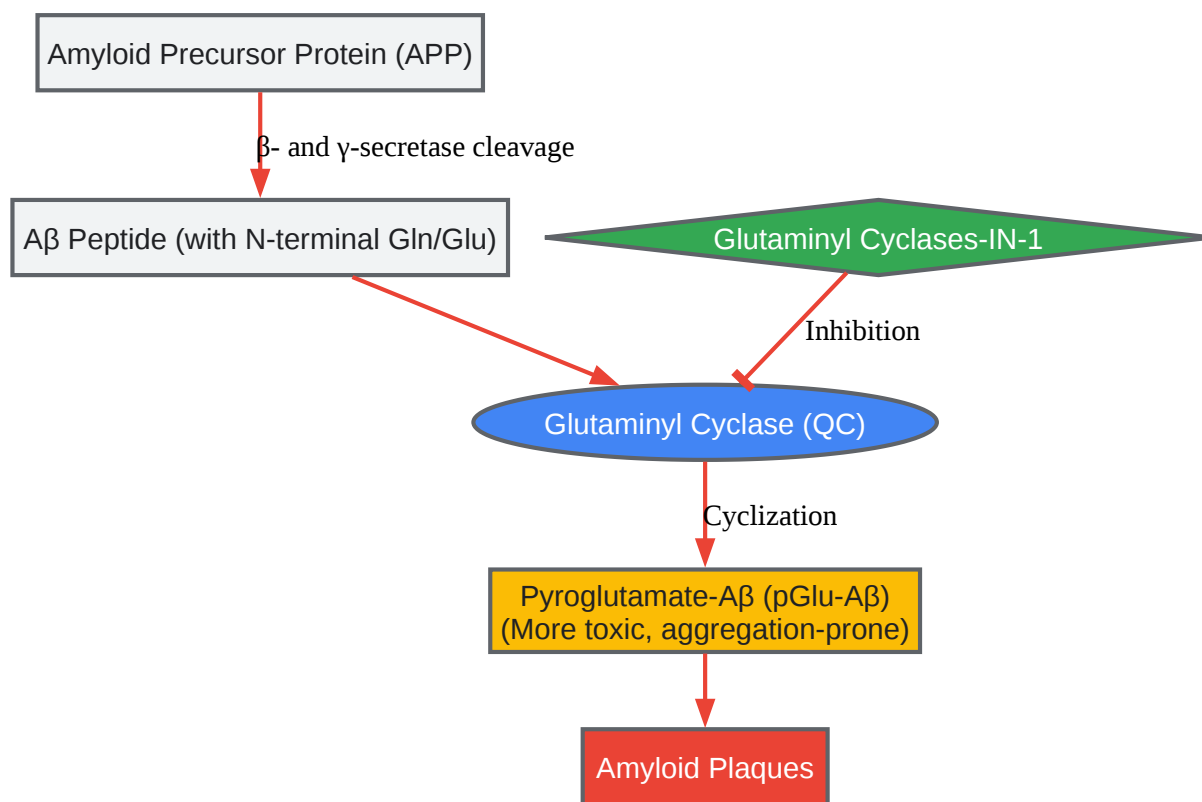 Amyloid Precursor Protein (APP)
β- and γ-secretase cleavage
Aβ Peptide (with N-terminal Gln/Glu)
Glutaminyl Cyclases-IN-1
Inhibition
Glutaminyl Cyclase (QC)
Cyclization
Pyroglutamate-Aβ (pGlu-Aβ)
(More toxic, aggregation-prone)
Amyloid Plaques